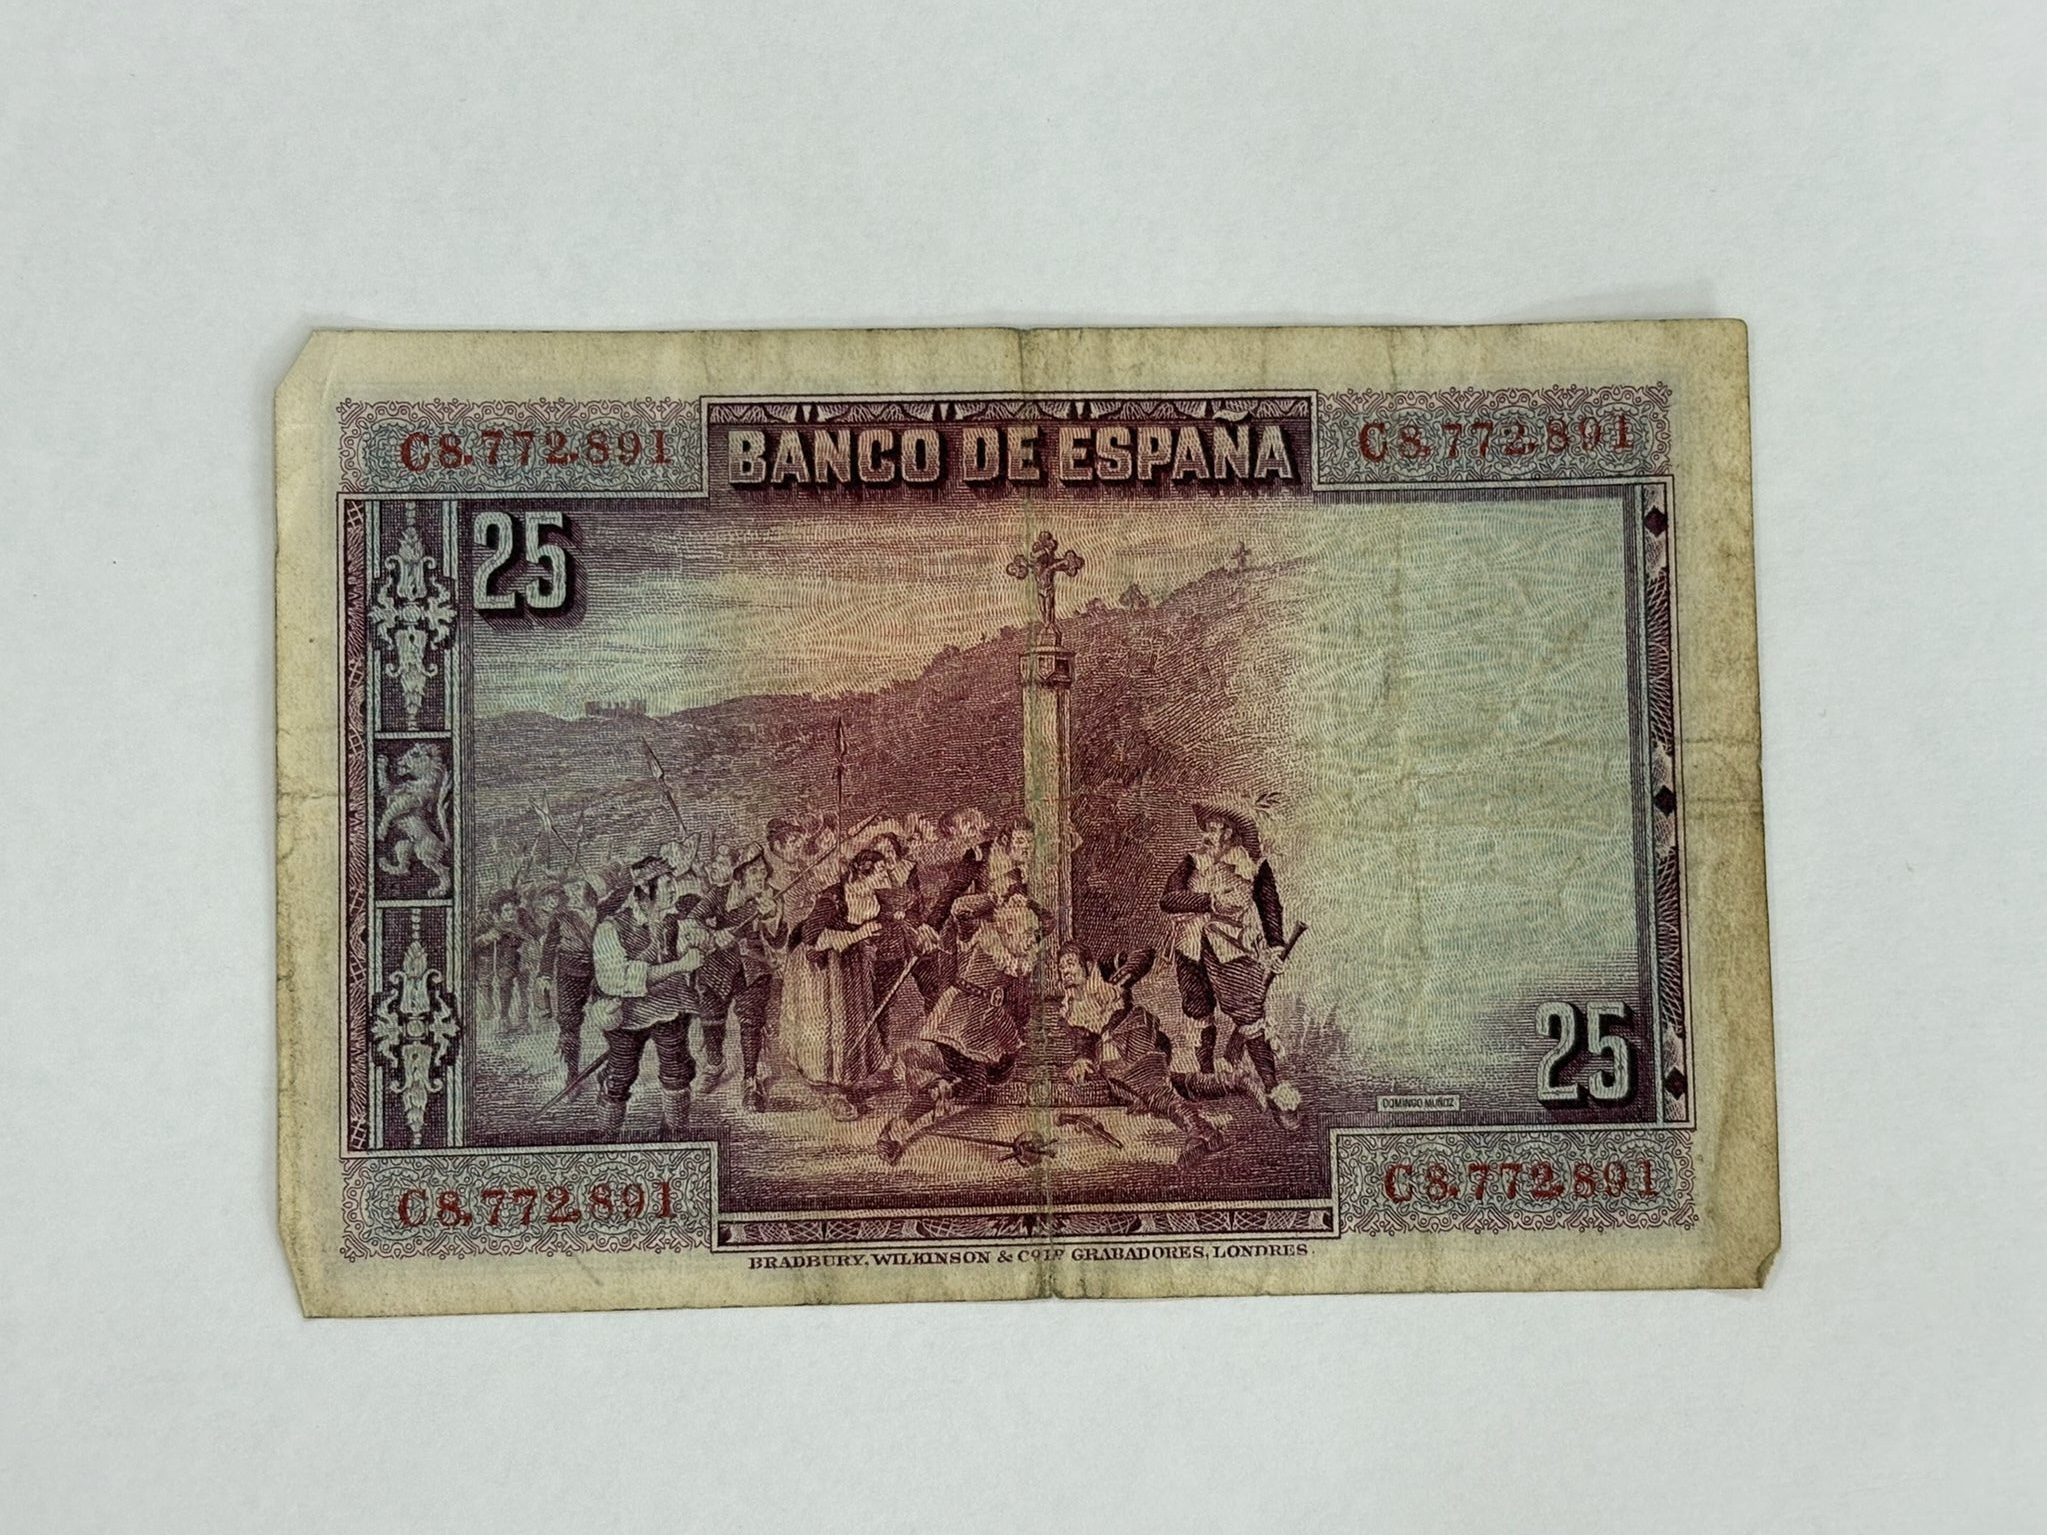 C8.772.891
BANCO DE ESPAÑA
C8.772.891
25
25
DOMINGO MUÑOZ
C8.772.891
C8.772.891
BRADBURY, WILKINSON & Cº Lº GRABADORES, LONDRES.